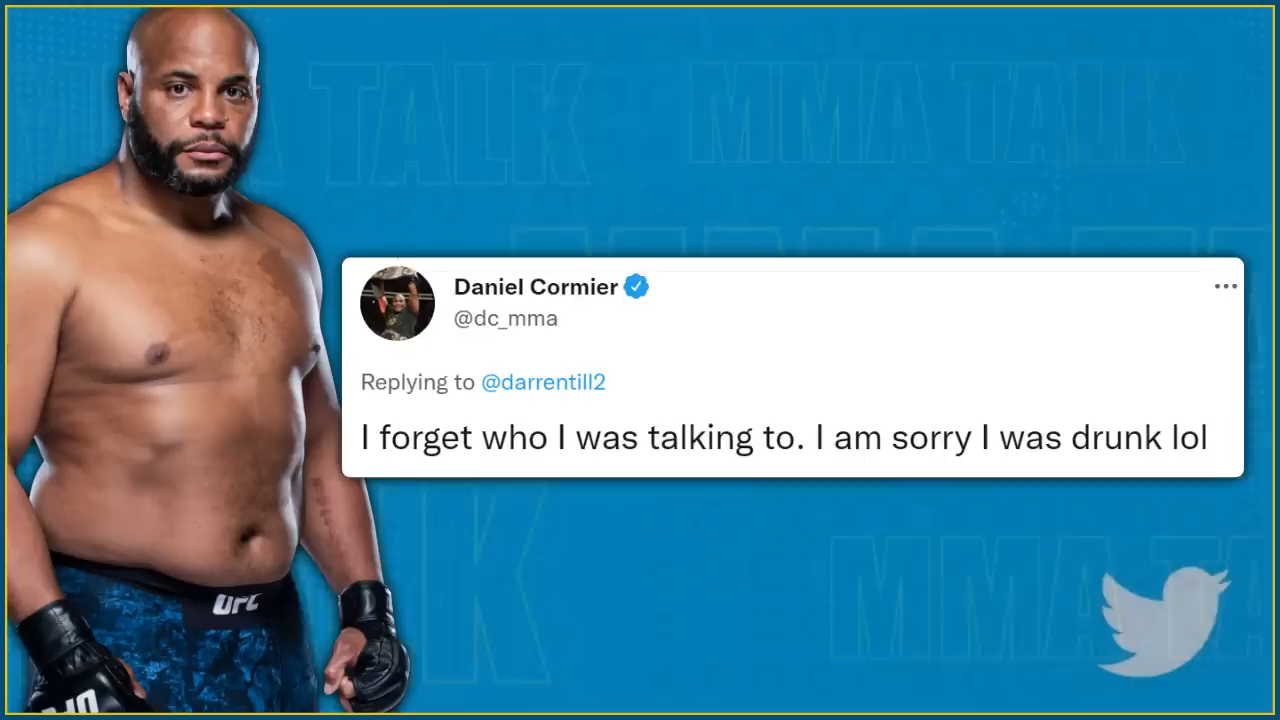 TALK
MMA TALK
Daniel Cormier
@dc_mma
Replying to @darrentill2
I forget who I was talking to. I am sorry I was drunk lol
UFC
MMA TA